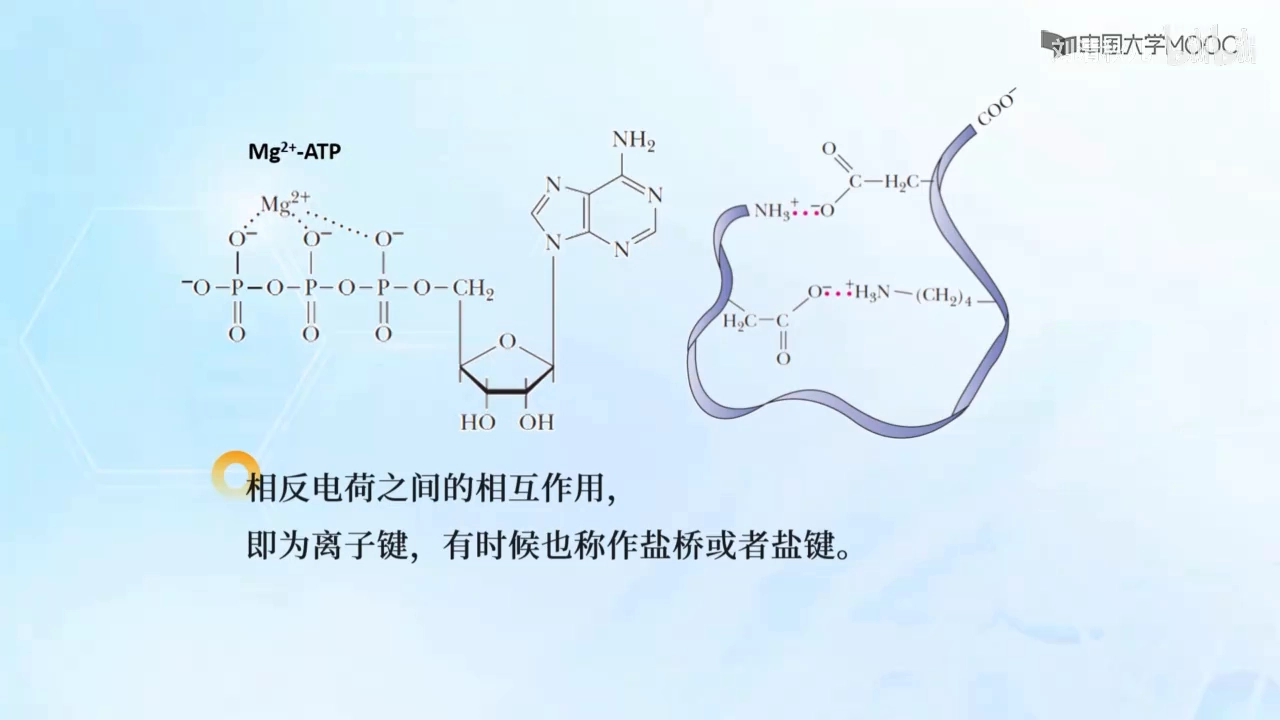 中国大学MOOC
Mg²⁺-ATP
Mg²⁺
O⁻ O⁻ O⁻
⁻O–P–O–P–O–P–O–CH₂
O O O
NH₂
N N
N N
O
HO OH
COO⁻
O
C–H₂C–
NH₃⁺ ⁻O
O⁻ ⁺H₃N–(CH₂)₄
H₂C–C
O
相反电荷之间的相互作用，
即为离子键，有时候也称作盐桥或者盐键。